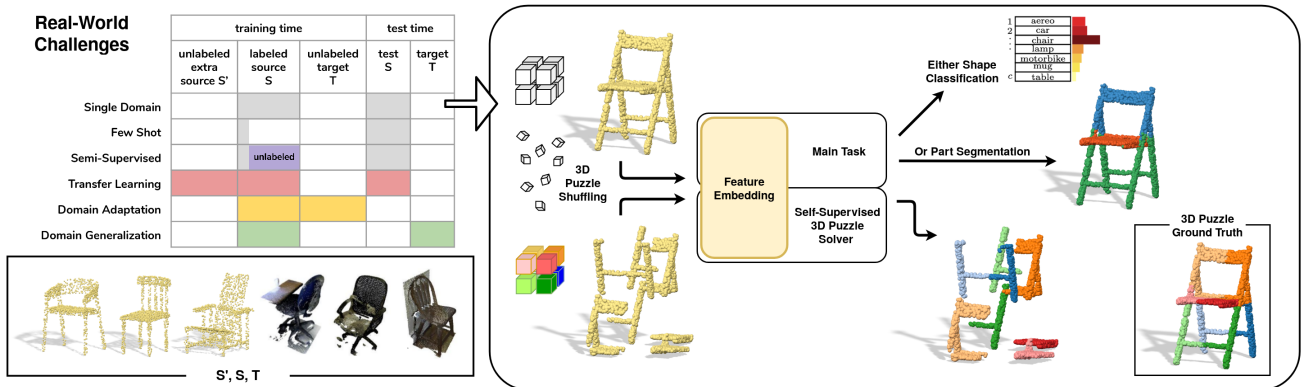 Real-World
Challenges
training time
test time
unlabeled
extra
source S'
labeled
source
S
unlabeled
target
T
test
S
target
T
Single Domain
Few Shot
Semi-Supervised
unlabeled
Transfer Learning
Domain Adaptation
Domain Generalization
S', S, T
3D
Puzzle
Shuffling
Feature
Embedding
Main Task
Self-Supervised
3D Puzzle
Solver
Either Shape
Classification
1 aereo
2 car
. chair
. lamp
motorbike
mug
c table
Or Part Segmentation
3D Puzzle
Ground Truth